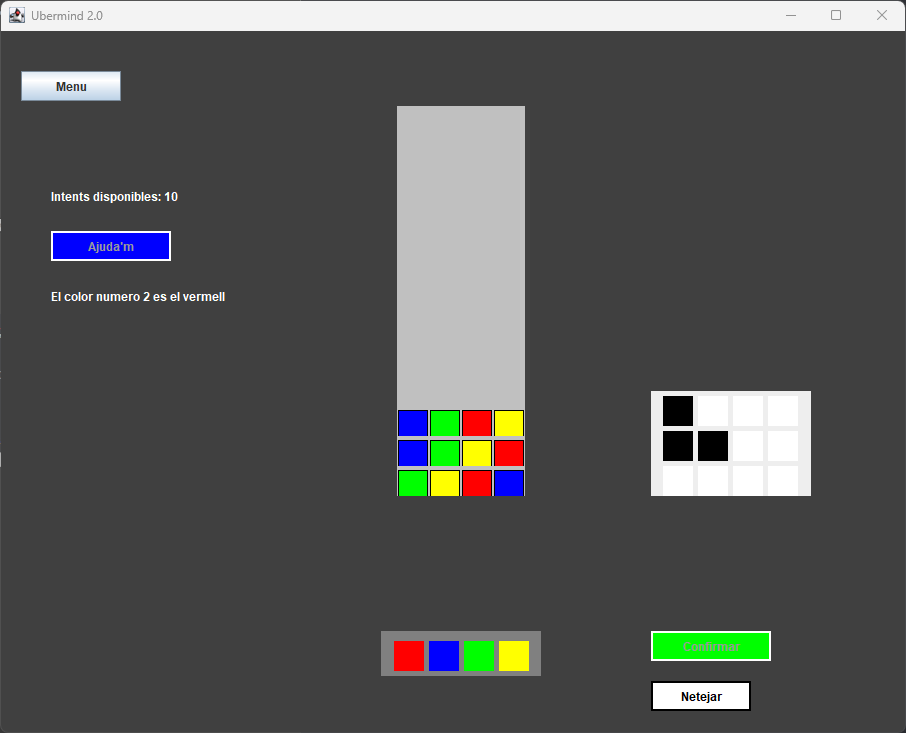 Ubermind 2.0
Menu
Intents disponibles: 10
Ajuda'm
El color numero 2 es el vermell
Confirmar
Netejar